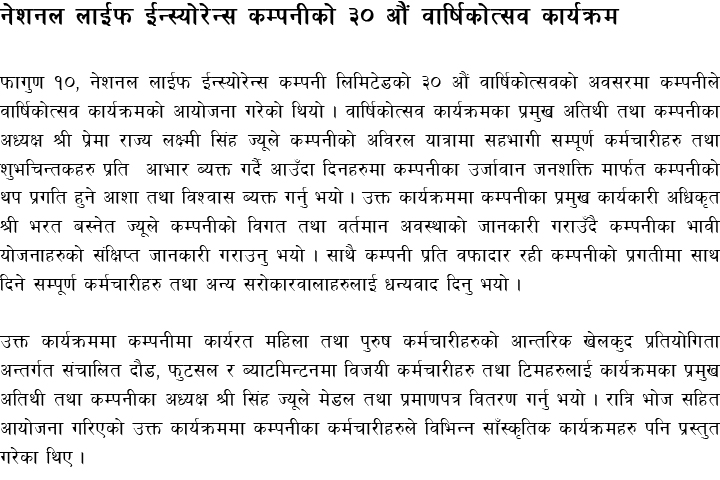 नेशनल लाईफ ईन्स्योरेन्स कम्पनीको ३० औं वार्षिकोत्सव कार्यक्रम
फागुण १०, नेशनल लाईफ ईन्स्योरेन्स कम्पनी लिमिटेडको ३० औं वार्षिकोत्सवको अवसरमा कम्पनीले
वार्षिकोत्सव कार्यक्रमको आयोजना गरेको थियो । वार्षिकोत्सव कार्यक्रमका प्रमुख अतिथी तथा कम्पनीका
अध्यक्ष श्री प्रेमा राज्य लक्ष्मी सिंह ज्यूले कम्पनीको अविरल यात्रामा सहभागी सम्पूर्ण कर्मचारीहरु तथा
शुभचिन्तकहरु प्रति आभार ब्यक्त गर्दै आउँदा दिनहरुमा कम्पनीका उर्जावान जनशक्ति मार्फत कम्पनीको
थप प्रगति हुने आशा तथा विश्वास ब्यक्त गर्नु भयो । उक्त कार्यक्रममा कम्पनीका प्रमुख कार्यकारी अधिकृत
श्री भरत बस्नेत ज्यूले कम्पनीको विगत तथा वर्तमान अवस्थाको जानकारी गराउँदै कम्पनीका भावी
योजनाहरुको संक्षिप्त जानकारी गराउनु भयो । साथै कम्पनी प्रति वफादार रही कम्पनीको प्रगतीमा साथ
दिने सम्पूर्ण कर्मचारीहरु तथा अन्य सरोकारवालाहरुलाई धन्यवाद दिनु भयो ।
उक्त कार्यक्रममा कम्पनीमा कार्यरत महिला तथा पुरुष कर्मचारीहरुको आन्तरिक खेलकुद प्रतियोगिता
अन्तर्गत संचालित दौड, फुटसल र ब्याटमिन्टनमा विजयी कर्मचारीहरु तथा टिमहरुलाई कार्यक्रमका प्रमुख
अतिथी तथा कम्पनीका अध्यक्ष श्री सिंह ज्यूले मेडल तथा प्रमाणपत्र वितरण गर्नु भयो । रात्रि भोज सहित
आयोजना गरिएको उक्त कार्यक्रममा कम्पनीका कर्मचारीहरुले विभिन्न साँस्कृतिक कार्यक्रमहरु पनि प्रस्तुत
गरेका थिए ।